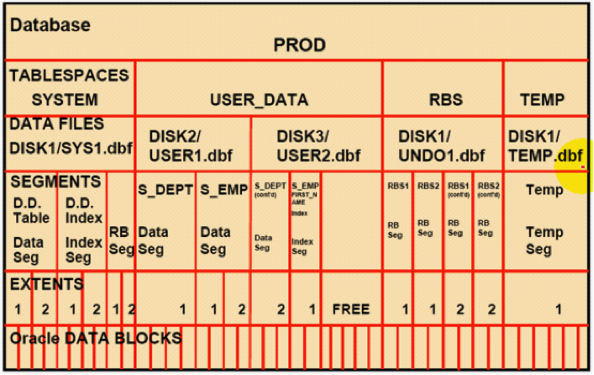 Database
PROD
TABLESPACES
SYSTEM USER_DATA RBS TEMP
DATA FILES
DISK1/SYS1.dbf
DISK2/
USER1.dbf
DISK3/
USER2.dbf
DISK1/
UNDO1.dbf
DISK1/
TEMP.dbf
SEGMENTS
D.D.
Table
Data
Seg
D.D.
Index
Index
Seg
RB
Seg
S_DEPT
Data
Seg
S_EMP
Data
Seg
S_DEPT
(cont'd)
Data
Seg
S_EMP
FIRST_N
AME
Index
Index
Seg
RBS1
RB
Seg
RBS2
RB
Seg
RBS1
(cont'd)
RB
Seg
RBS2
(cont'd)
RB
Seg
Temp
Temp
Seg
EXTENTS
1 2 1 2 1 2 1 1 2 2 1 FREE 1 1 2 2 1
Oracle DATA BLOCKS